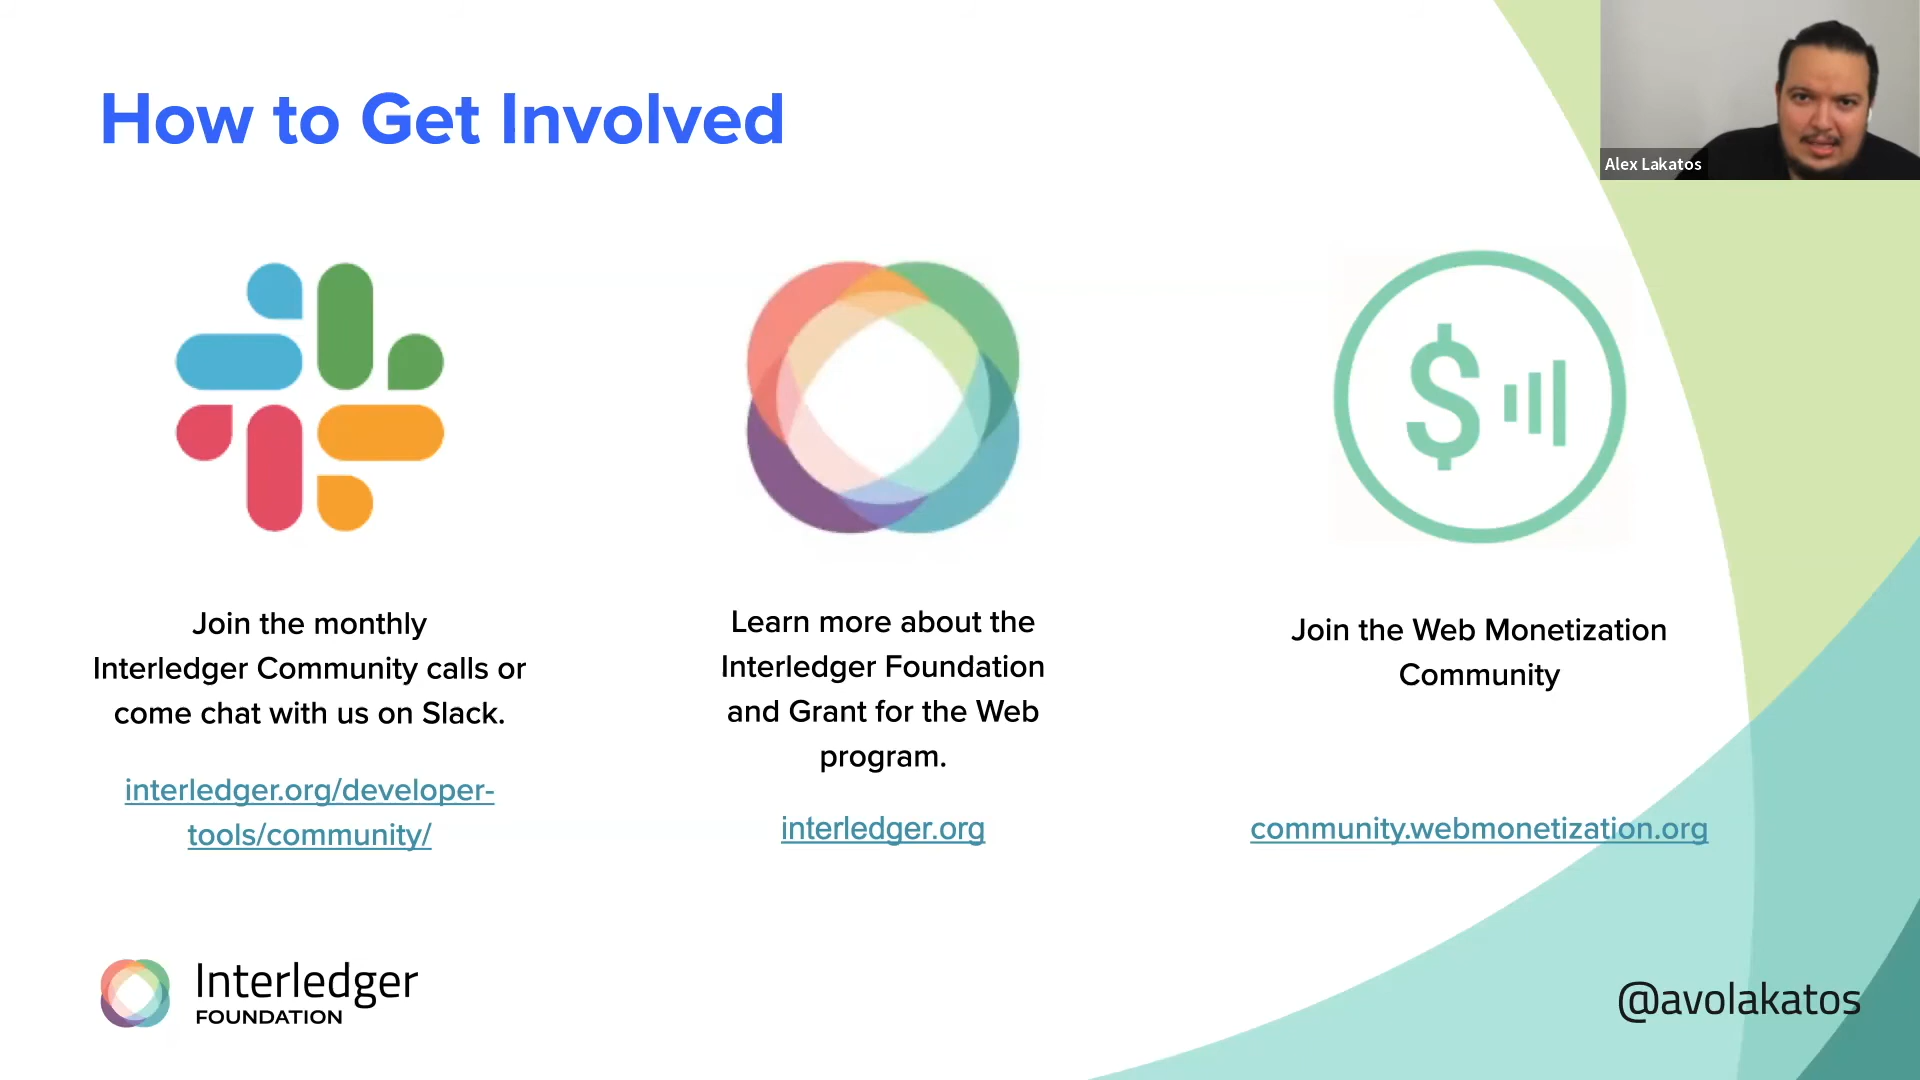 How to Get Involved
Alex Lakatos
$
Join the monthly
Interledger Community calls or
come chat with us on Slack.
interledger.org/developer-
tools/community/
Learn more about the
Interledger Foundation
and Grant for the Web
program.
interledger.org
Join the Web Monetization
Community
community.webmonetization.org
Interledger
FOUNDATION
@avolakatos